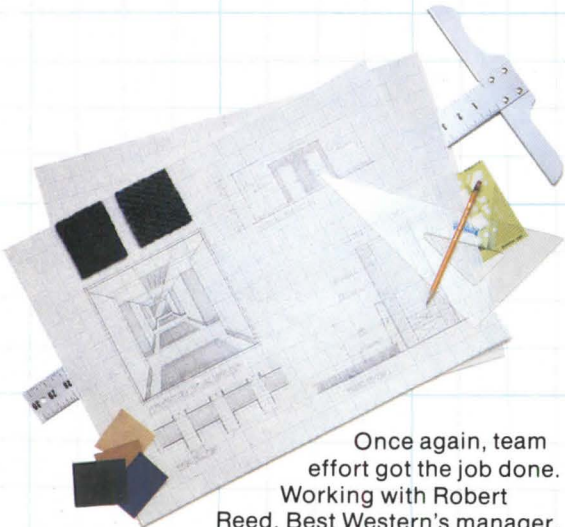 Once again, team
effort got the job done.
Working with Robert
Reed, Best Western's manager